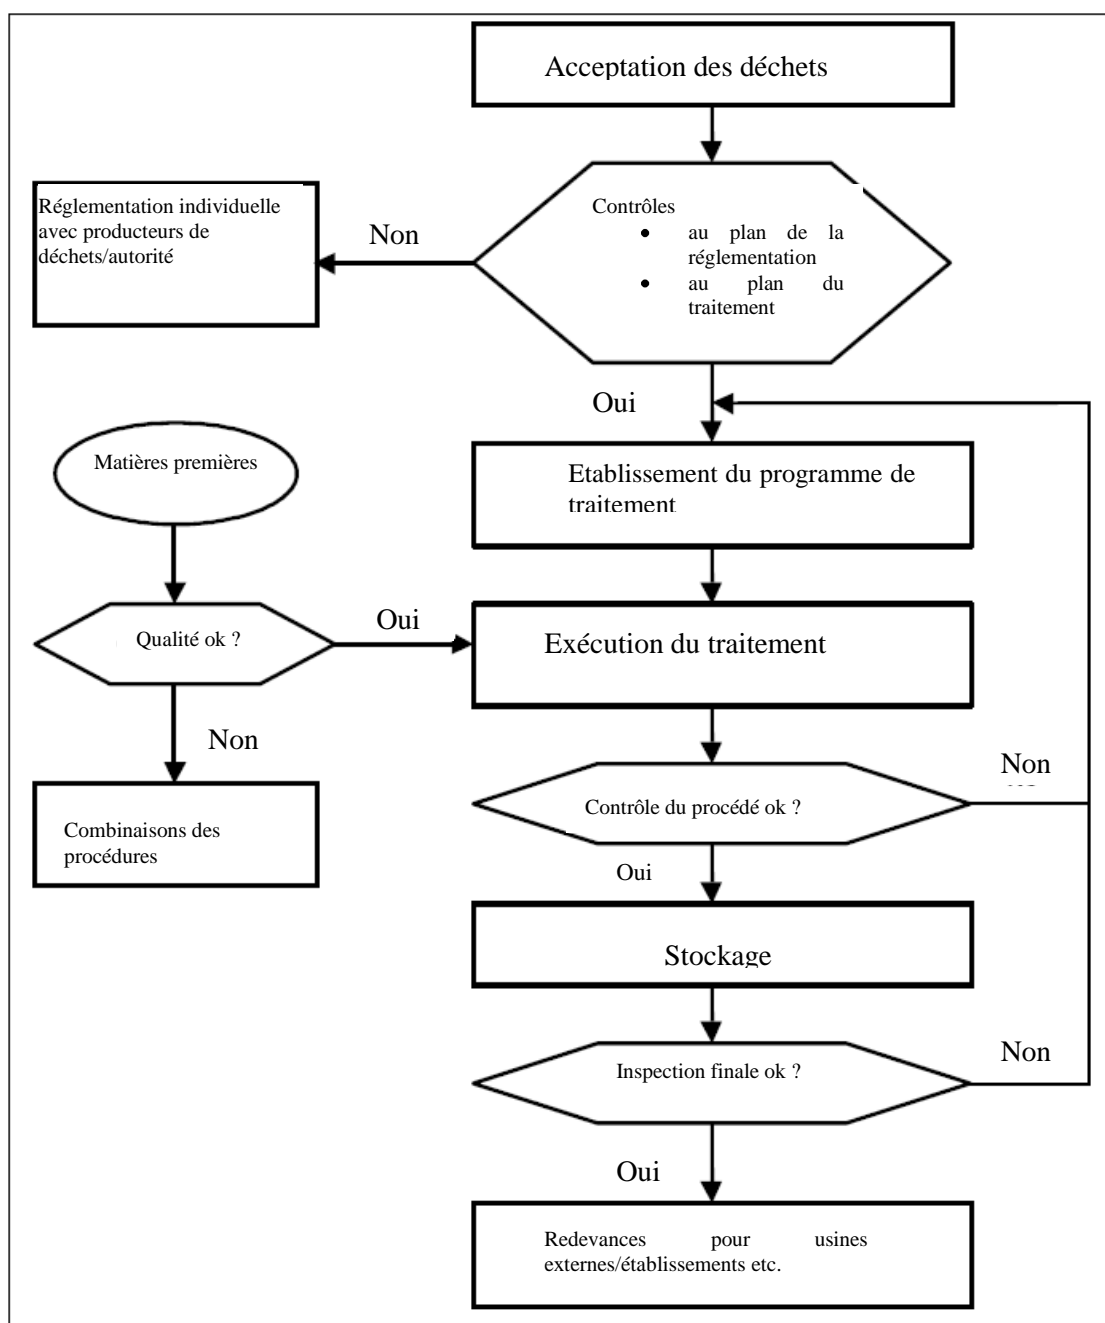 Acceptation des déchets
Contrôles
• au plan de la
réglementation
• au plan du
traitement
Non
Réglementation individuelle
avec producteurs de
déchets/autorité
Oui
Matières premières
Etablissement du programme de
traitement
Qualité ok ?
Oui
Exécution du traitement
Non
Combinaisons des
procédures
Contrôle du procédé ok ?
Non
Oui
Stockage
Inspection finale ok ?
Non
Oui
Redevances pour usines
externes/établissements etc.